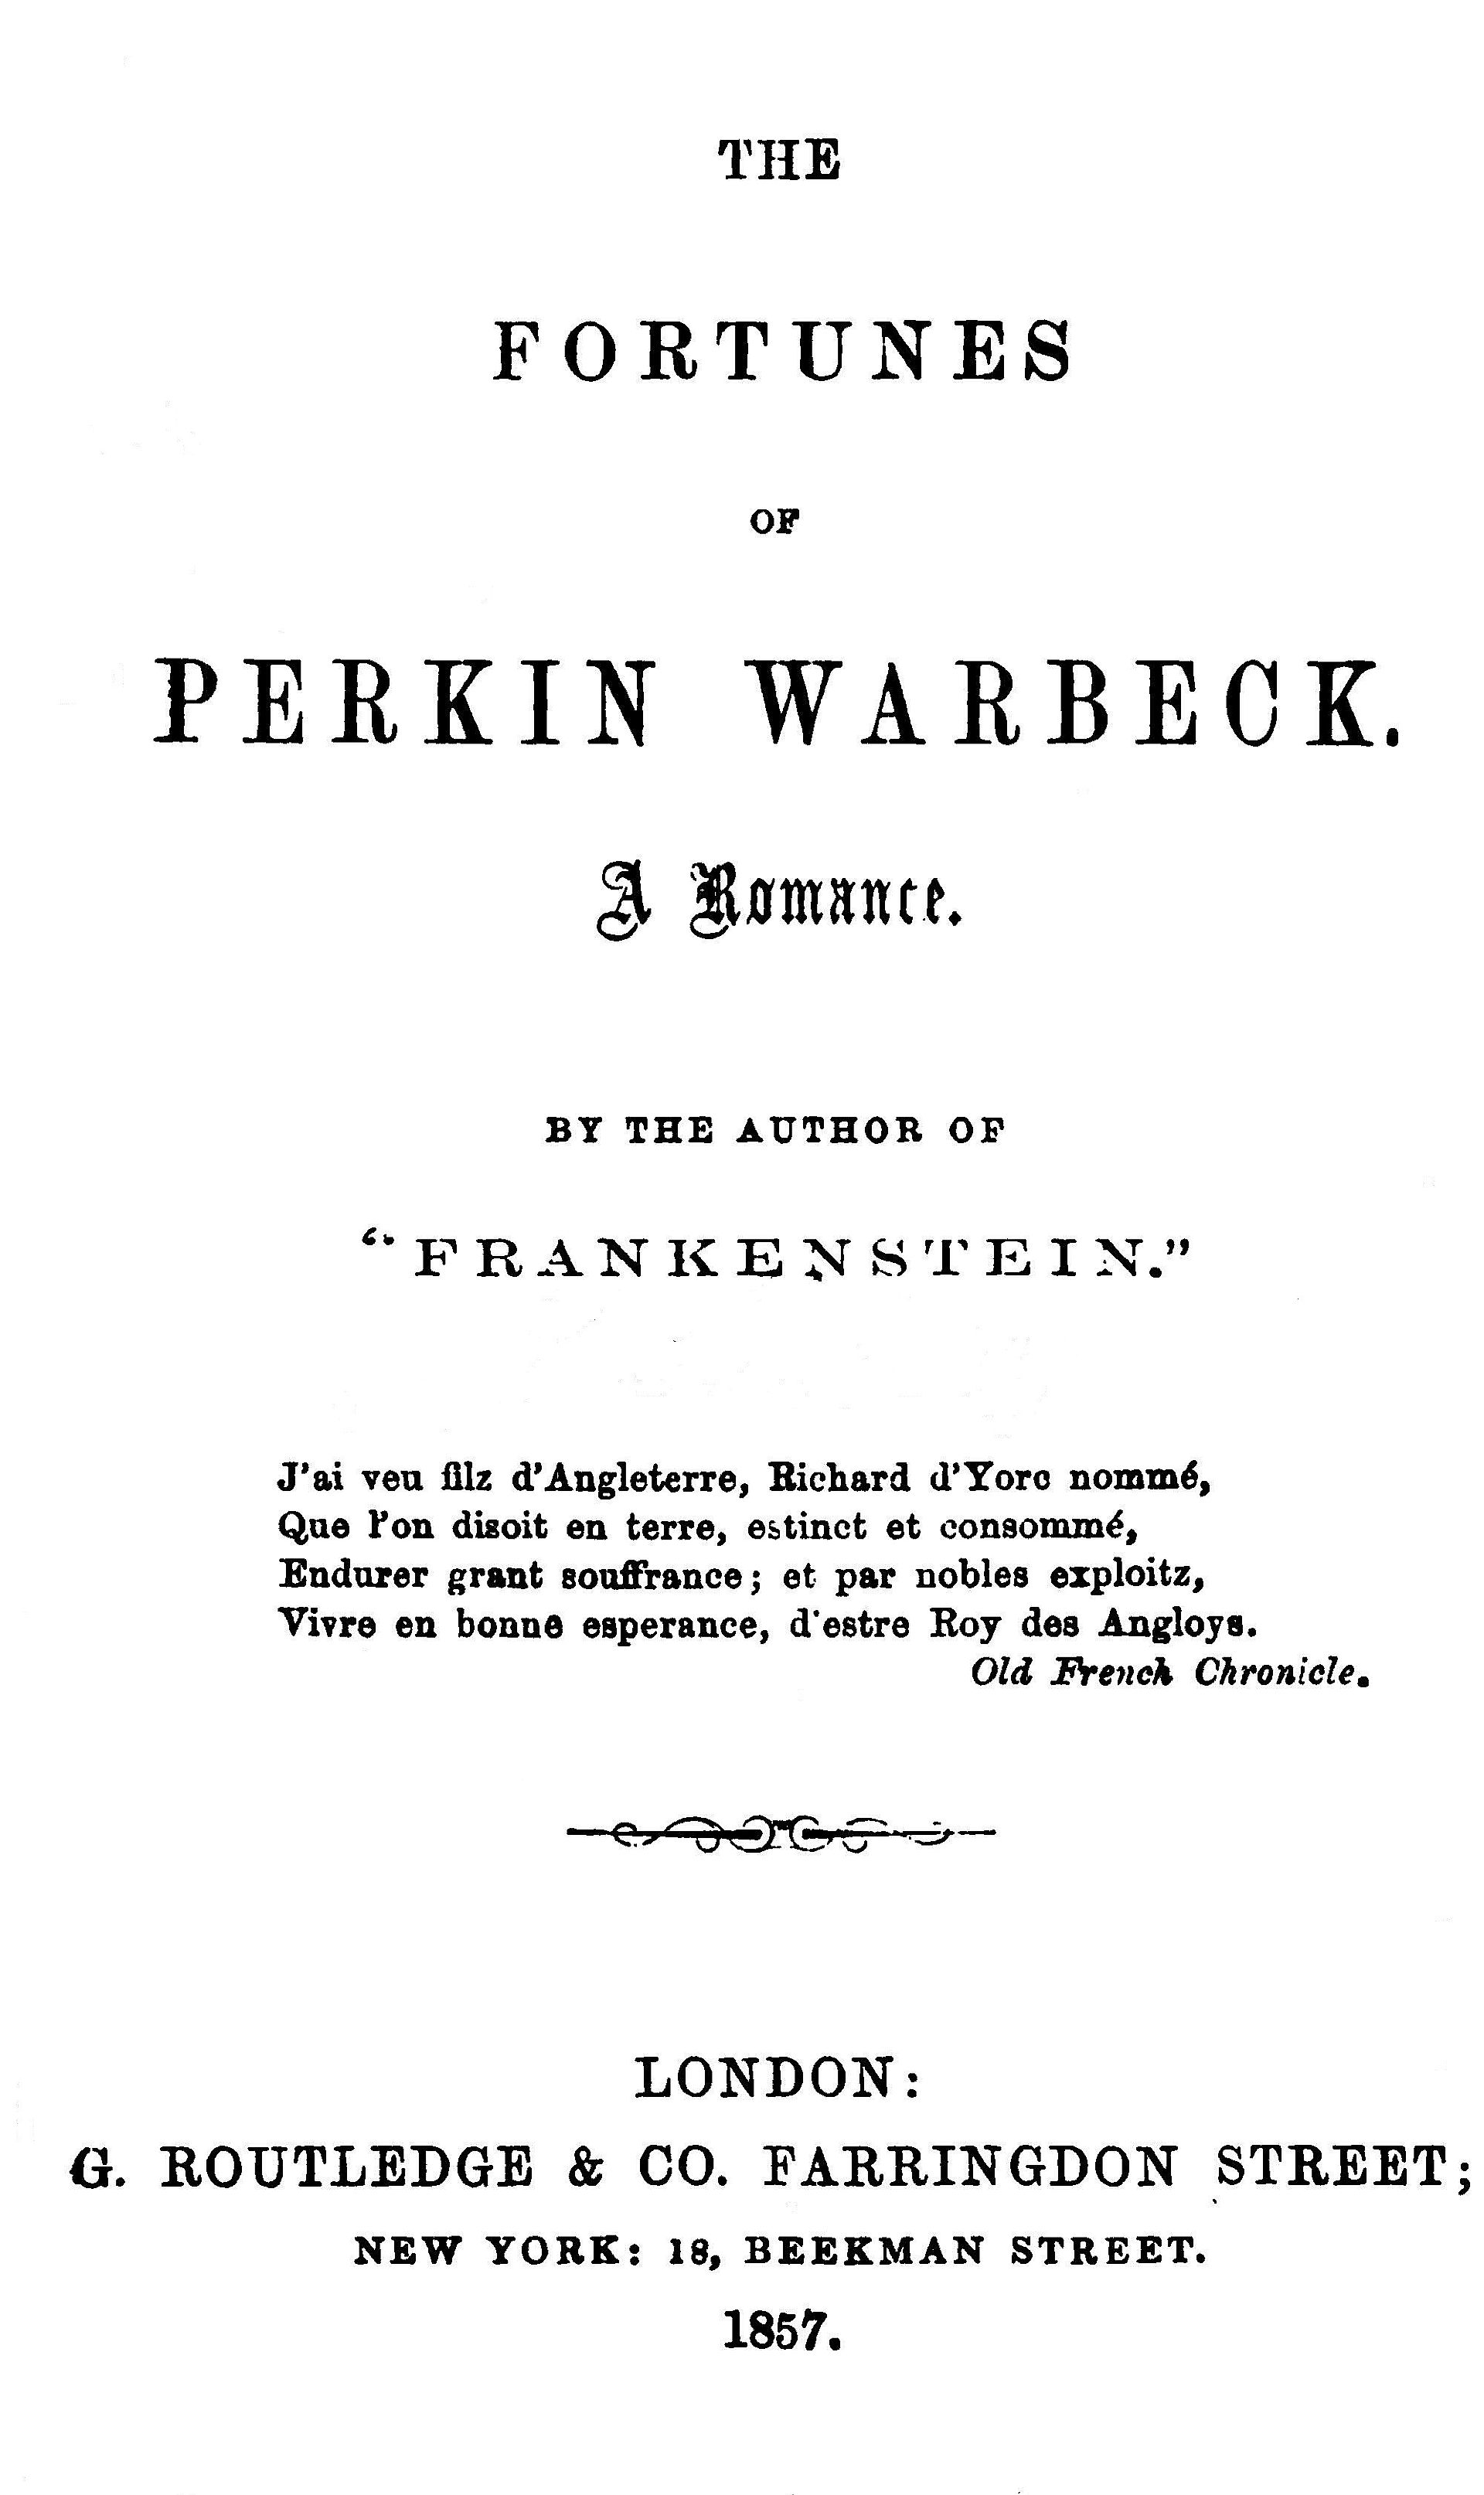 THE
FORTUNES
OF
PERKIN WARBECK.
A Romance.
BY THE AUTHOR OF
“FRANKENSTEIN.”
J’ai veu filz d’Angleterre, Richard d’Yorc nommé,
Que l’on disoit en terre, estinct et consommé,
Endurer grant souffrance; et par nobles exploitz,
Vivre en bonne esperance, d’estre Roy des Angloys.
Old French Chronicle.
LONDON:
G. ROUTLEDGE & CO. FARRINGDON STREET;
NEW YORK: 18, BEEKMAN STREET.
1857.